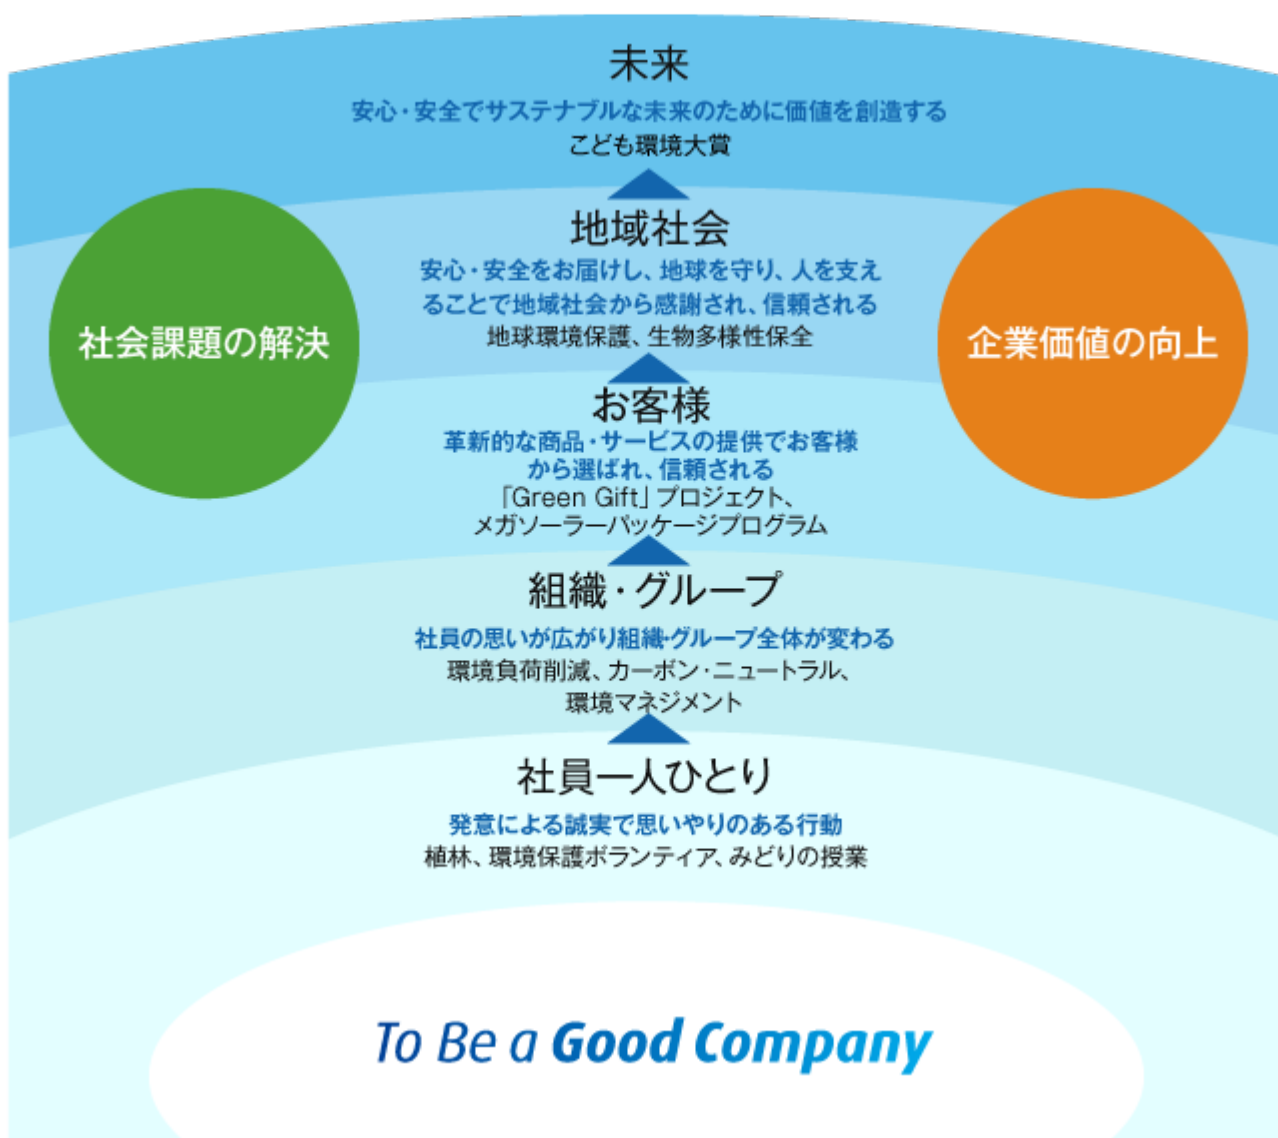 未来
安心・安全でサステナブルな未来のために価値を創造する
こども環境大賞
地域社会
安心・安全をお届けし、地球を守り、人を支え
ることで地域社会から感謝され、信頼される
地球環境保護、生物多様性保全
社会課題の解決
企業価値の向上
お客様
革新的な商品・サービスの提供でお客様
から選ばれ、信頼される
「Green Gift」プロジェクト、
メガソーラーパッケージプログラム
組織・グループ
社員の思いが広がり組織・グループ全体が変わる
環境負荷削減、カーボン・ニュートラル、
環境マネジメント
社員一人ひとり
発意による誠実で思いやりのある行動
植林、環境保護ボランティア、みどりの授業
To Be a Good Company